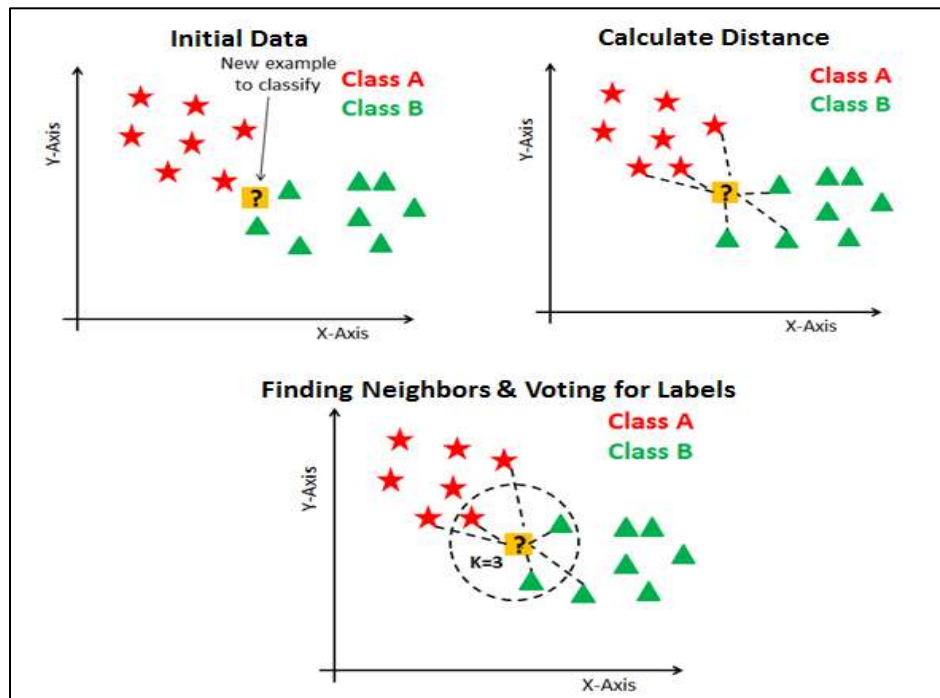 Initial Data
New example
to classify
Class A
Class B
Y-Axis
?
X-Axis
Calculate Distance
Class A
Class B
Y-Axis
?
X-Axis
Finding Neighbors & Voting for Labels
Class A
Class B
Y-Axis
?
K=3
X-Axis